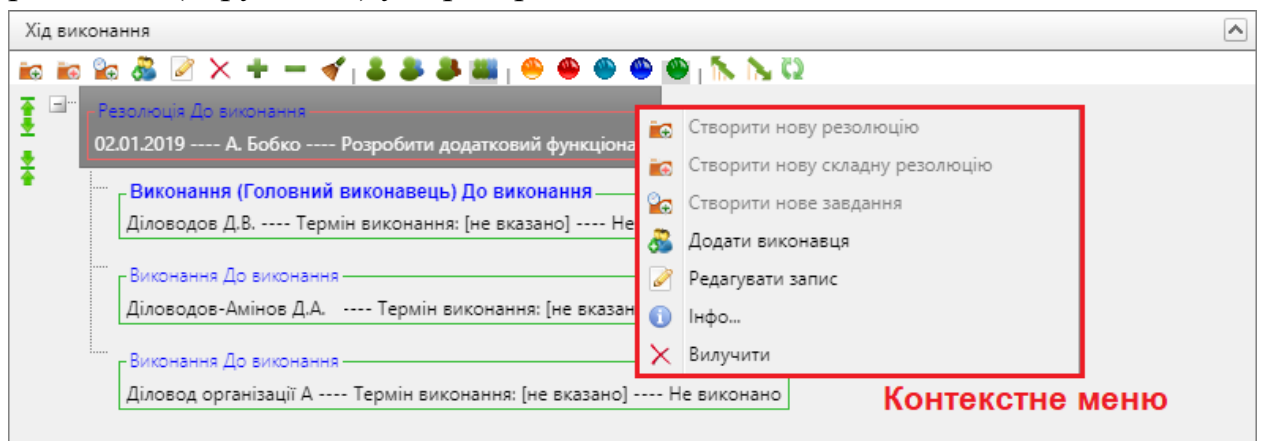 Хід виконання
Резолюція До виконання
02.01.2019 ---- А. Бобко ---- Розробити додатковий функціона
Виконання (Головний виконавець) До виконання
Діловодов Д.В. ---- Термін виконання: [не вказано] ---- Не
Виконання До виконання
Діловодов-Амінов Д.А. ---- Термін виконання: [не вказан
Виконання До виконання
Діловод організації А ---- Термін виконання: [не вказано] ---- Не виконано
Створити нову резолюцію
Створити нову складну резолюцію
Створити нове завдання
Додати виконавця
Редагувати запис
Інфо...
Вилучити
Контекстне меню